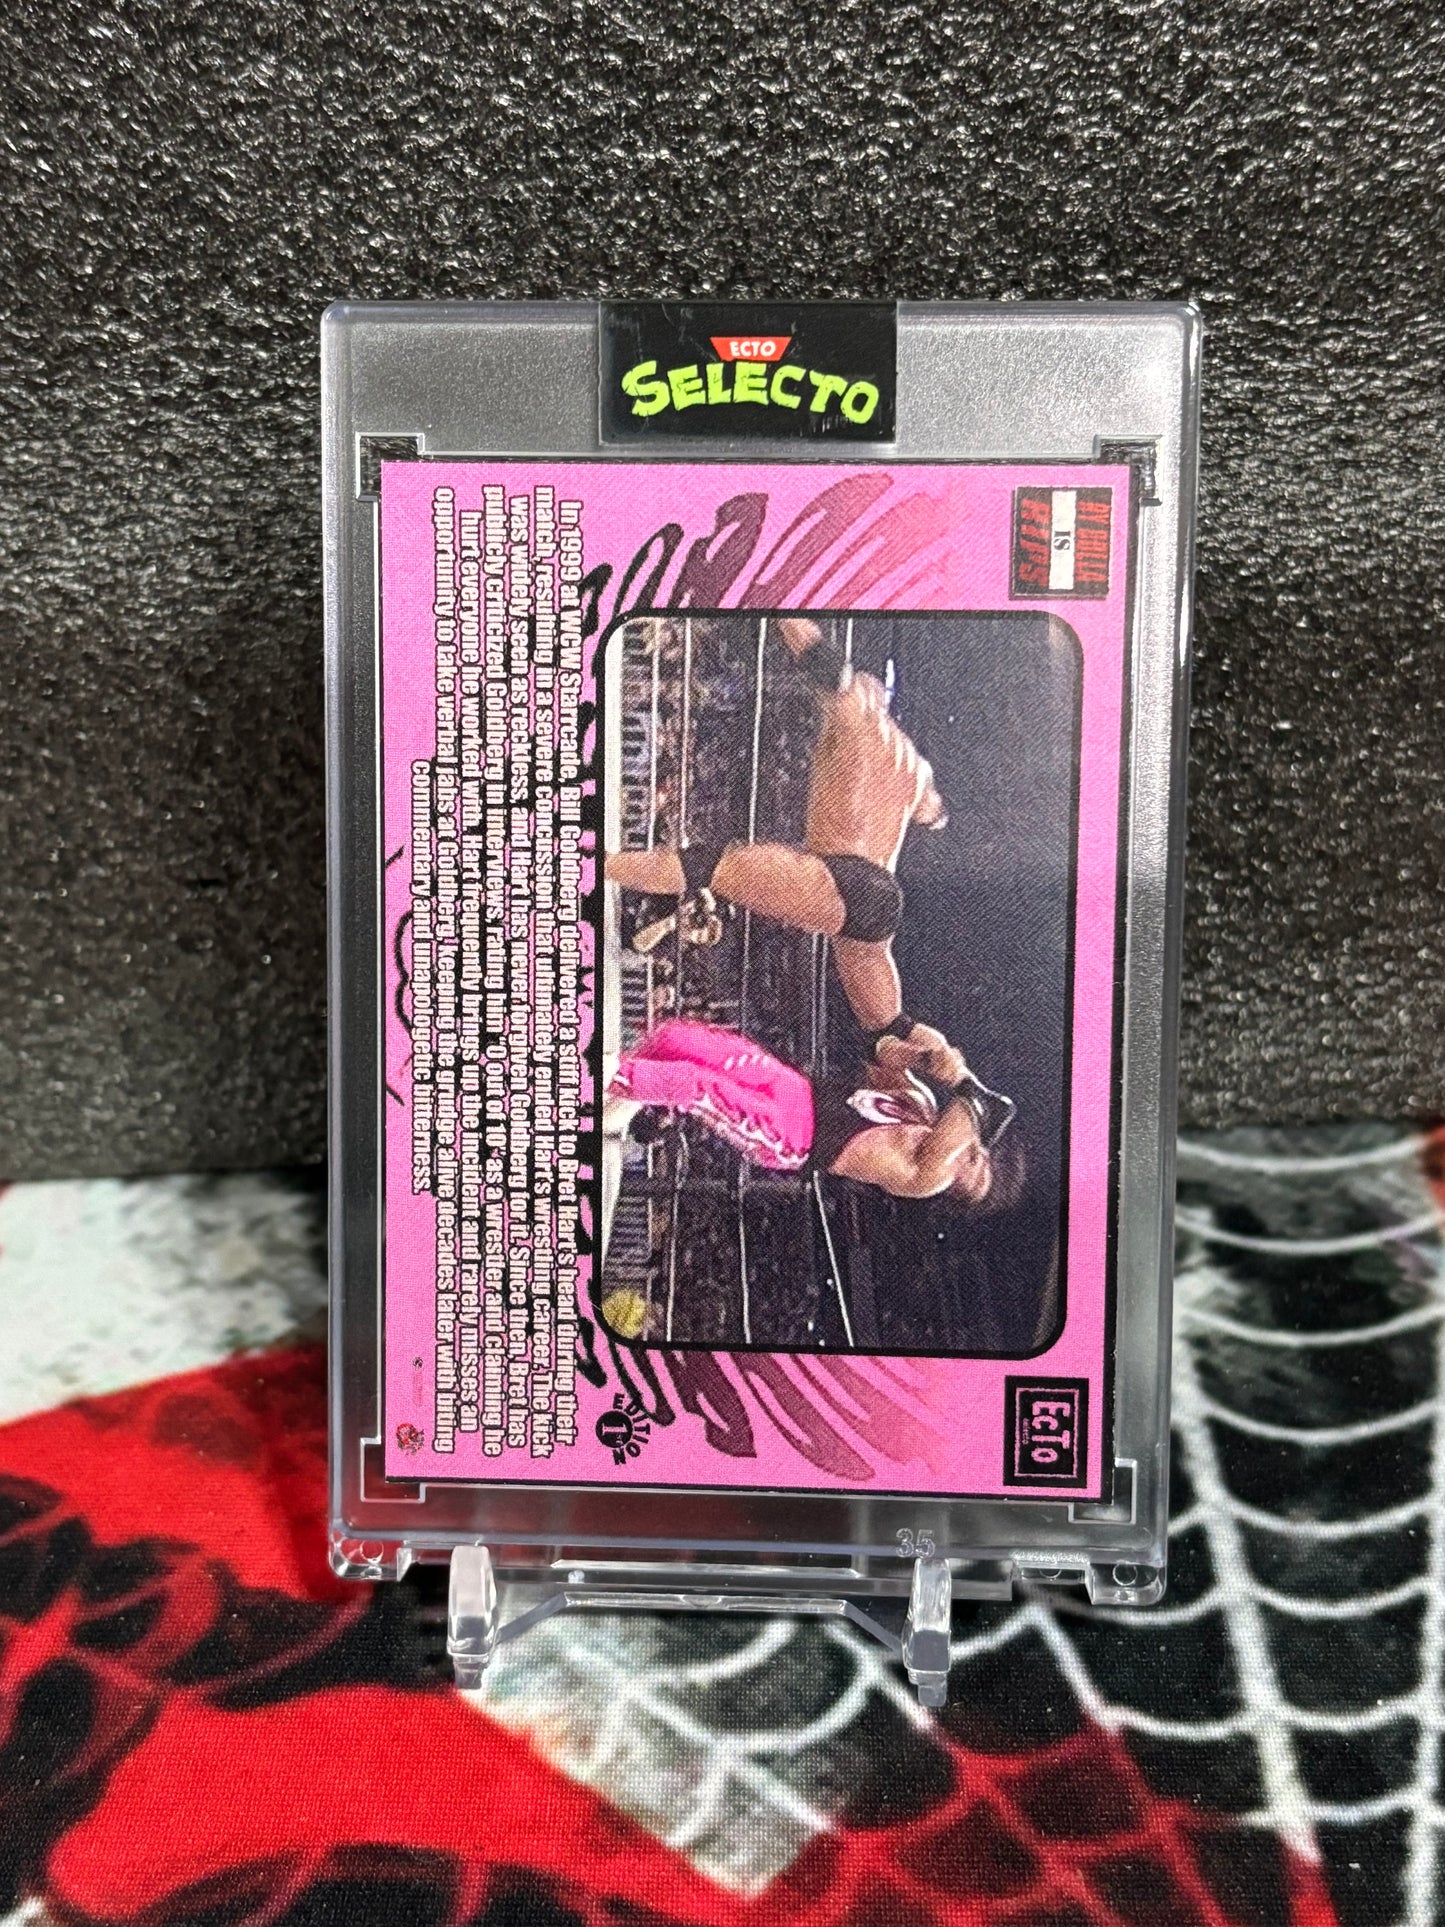 ECTO
SELECTO
IS
RIPS
EcTo
selecto
In 1999 at WCW Starrcade, Bill Goldberg delivered a stiff kick to Bret Hart's head during their
match, resulting in a severe concussion that ultimately ended Hart's wrestling career. The kick
was widely seen as reckless, and Hart has never forgiven Goldberg for it. Since then, Bret has
publicly criticized Goldberg in interviews, rating him "0 out of 10" as a wrestler and claiming he
hurt everyone he worked with. Hart frequently brings up the incident and rarely misses an
opportunity to take verbal jabs at Goldberg, keeping the grudge alive decades later with biting
commentary and unapologetic bitterness.
1ST
EDITION
35